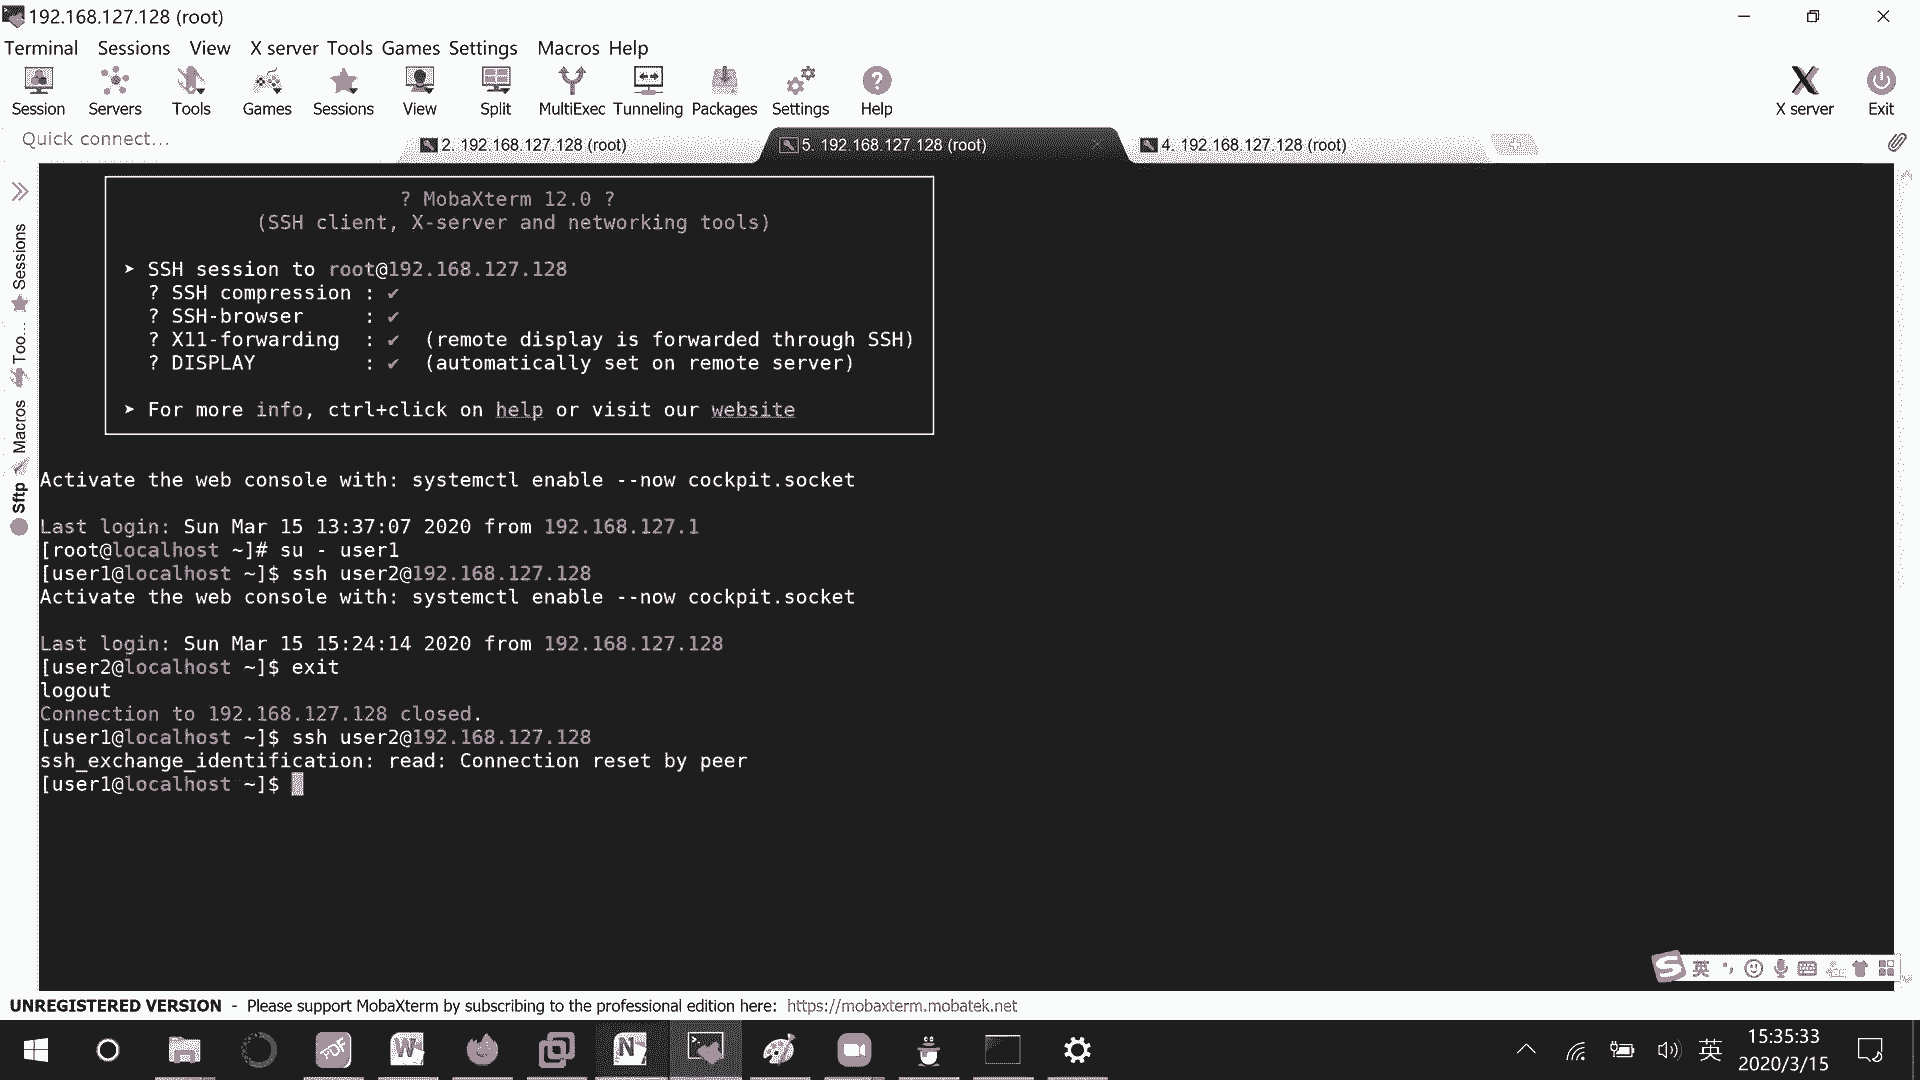 192.168.127.128 (root)
Terminal Sessions View X server Tools Games Settings Macros Help
Session Servers Tools Games Sessions View Split MultiExec Tunneling Packages Settings Help X server Exit
Quick connect...
2. 192.168.127.128 (root)
5. 192.168.127.128 (root)
4. 192.168.127.128 (root)
Sessions
Too...
Macros
Sftp
? MobaXterm 12.0 ?
(SSH client, X-server and networking tools)
➤ SSH session to root@192.168.127.128
? SSH compression : ✔
? SSH-browser : ✔
? X11-forwarding : ✔ (remote display is forwarded through SSH)
? DISPLAY : ✔ (automatically set on remote server)
➤ For more info, ctrl+click on help or visit our website
Activate the web console with: systemctl enable --now cockpit.socket
Last login: Sun Mar 15 13:37:07 2020 from 192.168.127.1
[root@localhost ~]# su - user1
[user1@localhost ~]$ ssh user2@192.168.127.128
Activate the web console with: systemctl enable --now cockpit.socket
Last login: Sun Mar 15 15:24:14 2020 from 192.168.127.128
[user2@localhost ~]$ exit
logout
Connection to 192.168.127.128 closed.
[user1@localhost ~]$ ssh user2@192.168.127.128
ssh_exchange_identification: read: Connection reset by peer
[user1@localhost ~]$
英
UNREGISTERED VERSION - Please support MobaXterm by subscribing to the professional edition here: https://mobaxterm.mobatek.net
英
15:35:33
2020/3/15